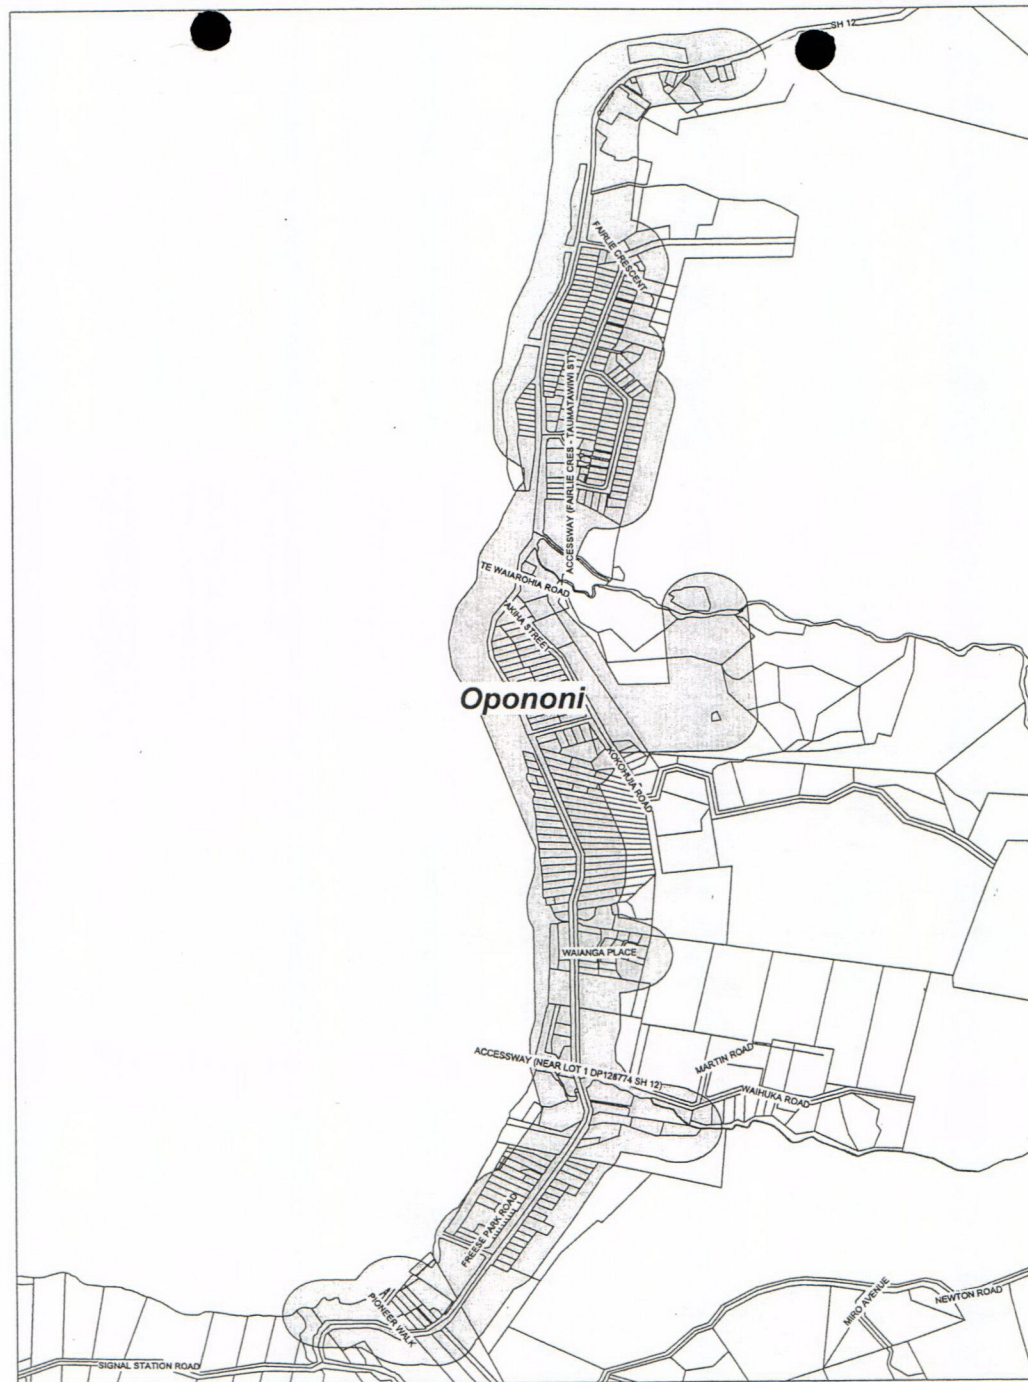 SH 12
FAIRLIE CRESCENT
ACCESSWAY (FAIRLIE CRES - TAUMATAWIWI ST)
TE WAIAROHIA ROAD
AKIHA STREET
Opononi
KOKOHUIA ROAD
WAIANGA PLACE
ACCESSWAY (NEAR LOT 1 DP128774 SH 12)
MARTIN ROAD
WAIHUKA ROAD
FREESE PARK ROAD
PIONEER WALK
MIRO AVENUE
NEWTON ROAD
SIGNAL STATION ROAD